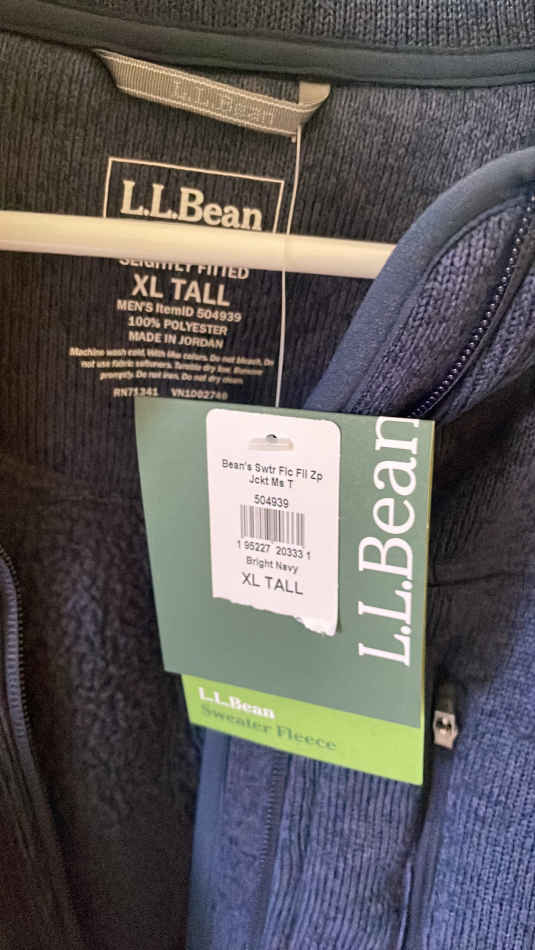 L.L.Bean
L.L.Bean
SLIGHTLY FITTED
XL TALL
MEN'S ItemID 504939
100% POLYESTER
MADE IN JORDAN
Machine wash cold. With like colors. Do not bleach. Do
not use fabric softeners. Tumble dry low. Remove
promptly. Do not iron. Do not dry clean.
RN71341 VN1002740
Bean's Swtr Flc Fll Zp
Jckt Ms T
504939
1 95227 20333 1
Bright Navy
XL TALL
L.L.Bean
L.L.Bean
Sweater Fleece